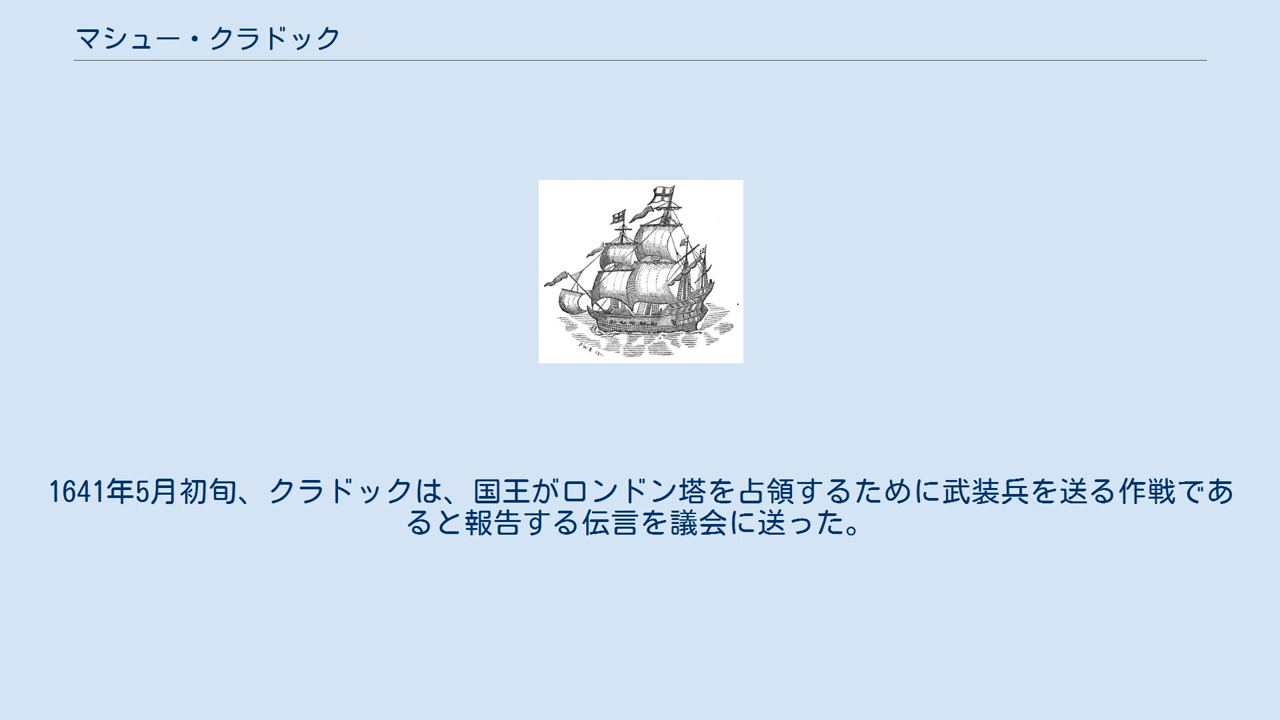 マシュー・クラドック
1641年5月初旬、クラドックは、国王がロンドン塔を占領するために武装兵を送る作戦であ
ると報告する伝言を議会に送った。